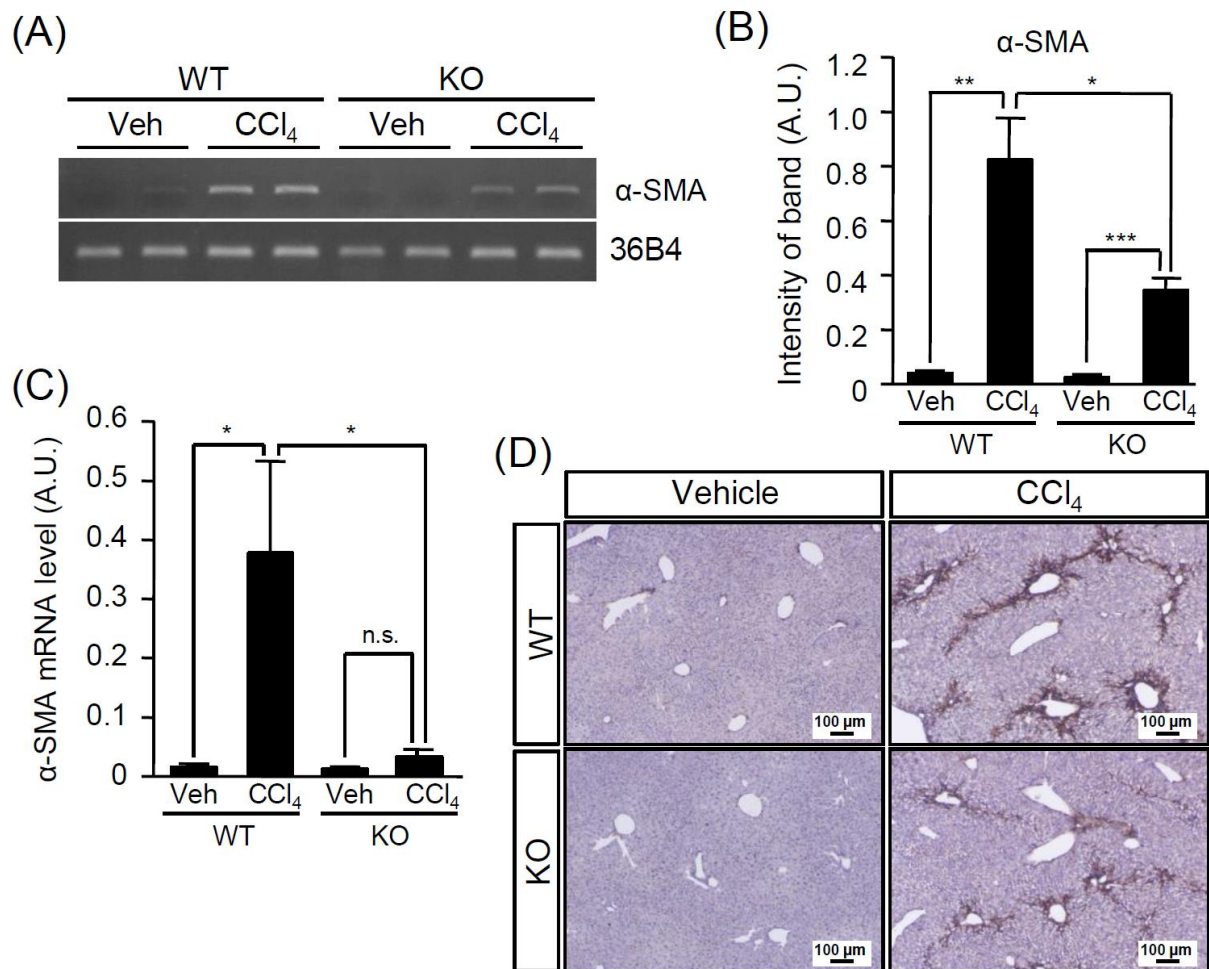 (A)
WT KO
Veh CCl₄ Veh CCl₄
α-SMA
36B4
(B)
α-SMA
Intensity of band (A.U.)
1.2
1.0
0.8
0.6
0.4
0.2
0
** *
***
Veh CCl₄ Veh CCl₄
WT KO
(C)
α-SMA mRNA level (A.U.)
0.6
0.5
0.4
0.3
0.2
0.1
0
* *
n.s.
Veh CCl₄ Veh CCl₄
WT KO
(D)
Vehicle CCl₄
WT
100 μm 100 μm
KO
100 μm 100 μm